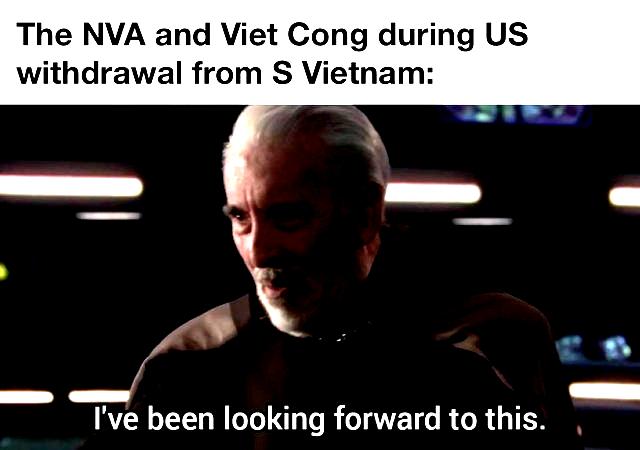 The NVA and Viet Cong during US
withdrawal from S Vietnam:
I've been looking forward to this.